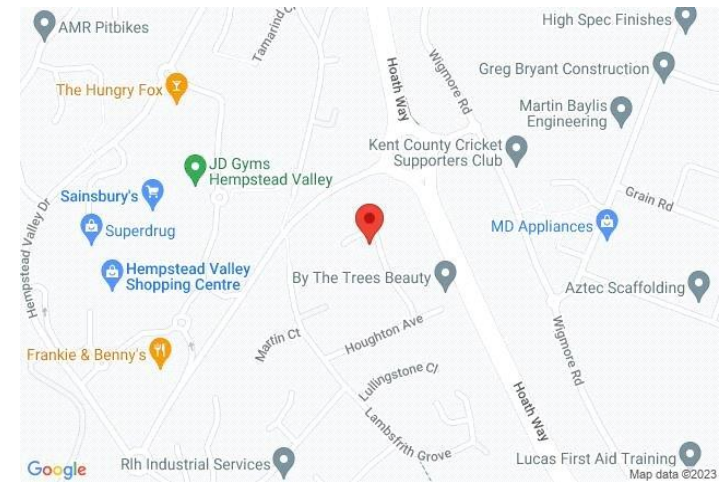 AMR Pitbikes
Tamarind Cl
High Spec Finishes
Hoath Way
Wigmore Rd
Greg Bryant Construction
The Hungry Fox
Martin Baylis
Engineering
Kent County Cricket
Supporters Club
JD Gyms
Hempstead Valley
Sainsbury's
Hempstead Valley Dr
Superdrug
Grain Rd
MD Appliances
Hempstead Valley
Shopping Centre
By The Trees Beauty
Aztec Scaffolding
Frankie & Benny's
Martin Ct
Houghton Ave
Wigmore Rd
Lullingstone Cl
Hoath Way
Lambsfrith Grove
Google
Rlh Industrial Services
Lucas First Aid Training
Map data ©2023